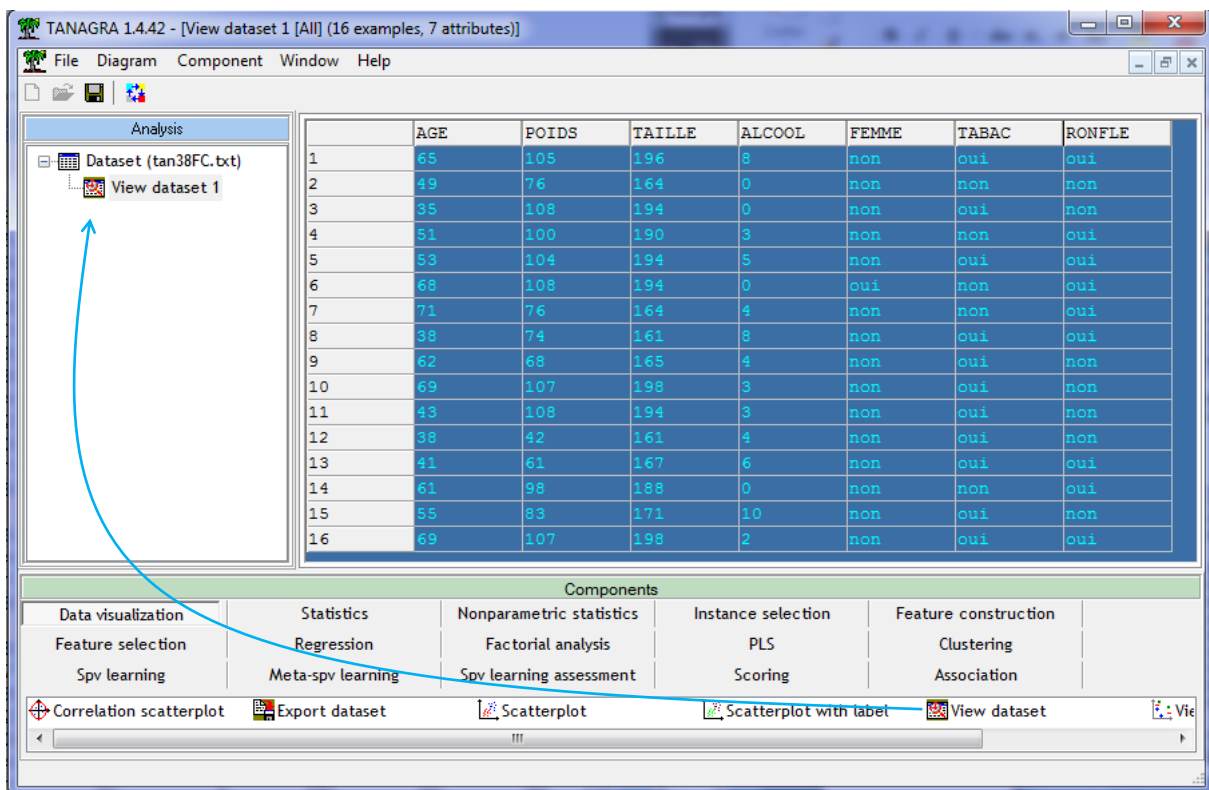 TANAGRA 1.4.42 - [View dataset 1 [All] (16 examples, 7 attributes)]
File Diagram Component Window Help
Analysis
Dataset (tan38FC.txt)
View dataset 1
AGE POIDS TAILLE ALCOOL FEMME TABAC RONFLE
1 65 105 196 8 non oui oui
2 49 76 164 0 non non non
3 35 108 194 0 non oui non
4 51 100 190 3 non non oui
5 53 104 194 5 non oui oui
6 68 108 194 0 oui non oui
7 71 76 164 4 non non oui
8 38 74 161 8 non oui oui
9 62 68 165 4 non oui non
10 69 107 198 3 non oui non
11 43 108 194 3 non oui non
12 38 42 161 4 non oui non
13 41 61 167 6 non oui oui
14 61 98 188 0 non non oui
15 55 83 171 10 non oui non
16 69 107 198 2 non oui oui
Components
Data visualization Statistics Nonparametric statistics Instance selection Feature construction
Feature selection Regression Factorial analysis PLS Clustering
Spv learning Meta-spv learning Spv learning assessment Scoring Association
Correlation scatterplot Export dataset Scatterplot Scatterplot with label View dataset Vie